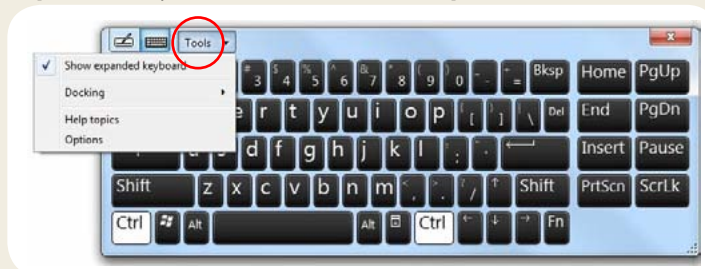 Tools
✓ Show expanded keyboard
Docking
Help topics
Options
# 3 $ 4 % 5 ^ 6 & 7 * 8 ( 9 ) 0 - + = Bksp Home PgUp
r t y u i o p [ ] \ Del End PgDn
d f g h j k l : ; Insert Pause
Shift z x c v b n m , . / Shift PrtScn ScrLk
Ctrl Alt Alt Ctrl Fn